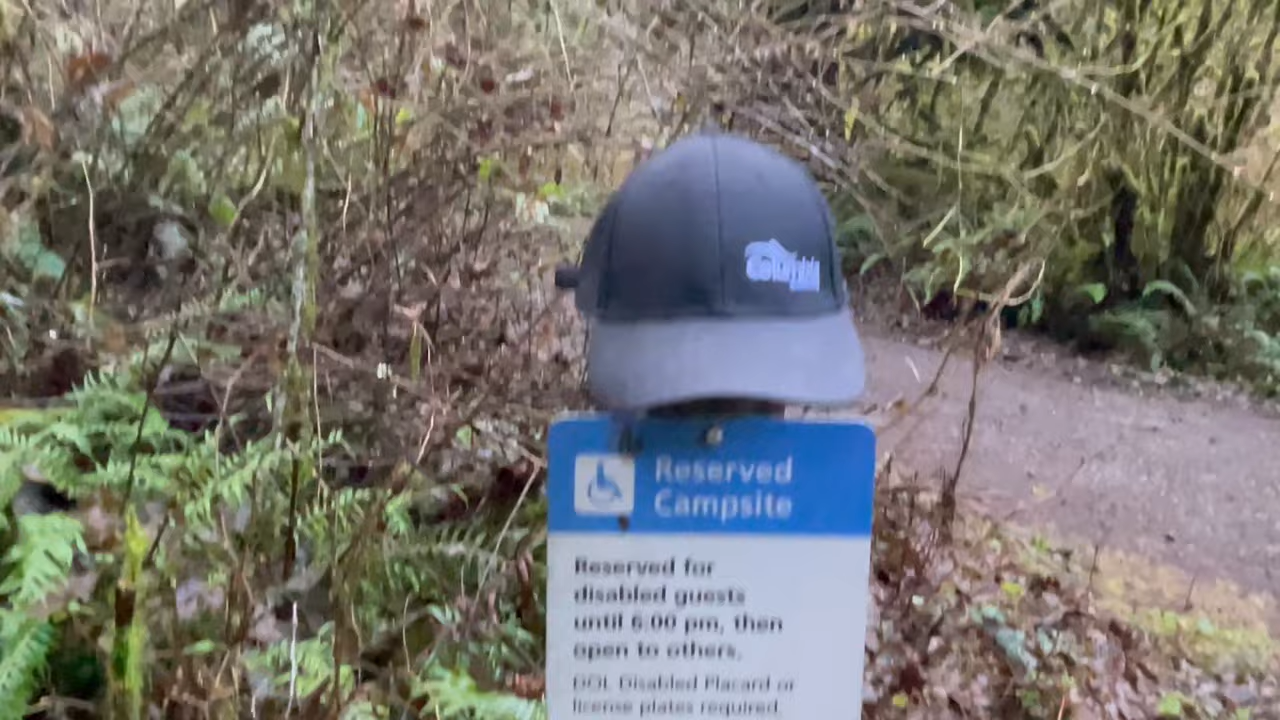 Reserved
Campsite
Reserved for
disabled guests
until 6:00 pm, then
open to others.
DOL Disabled Placard or
license plates required.